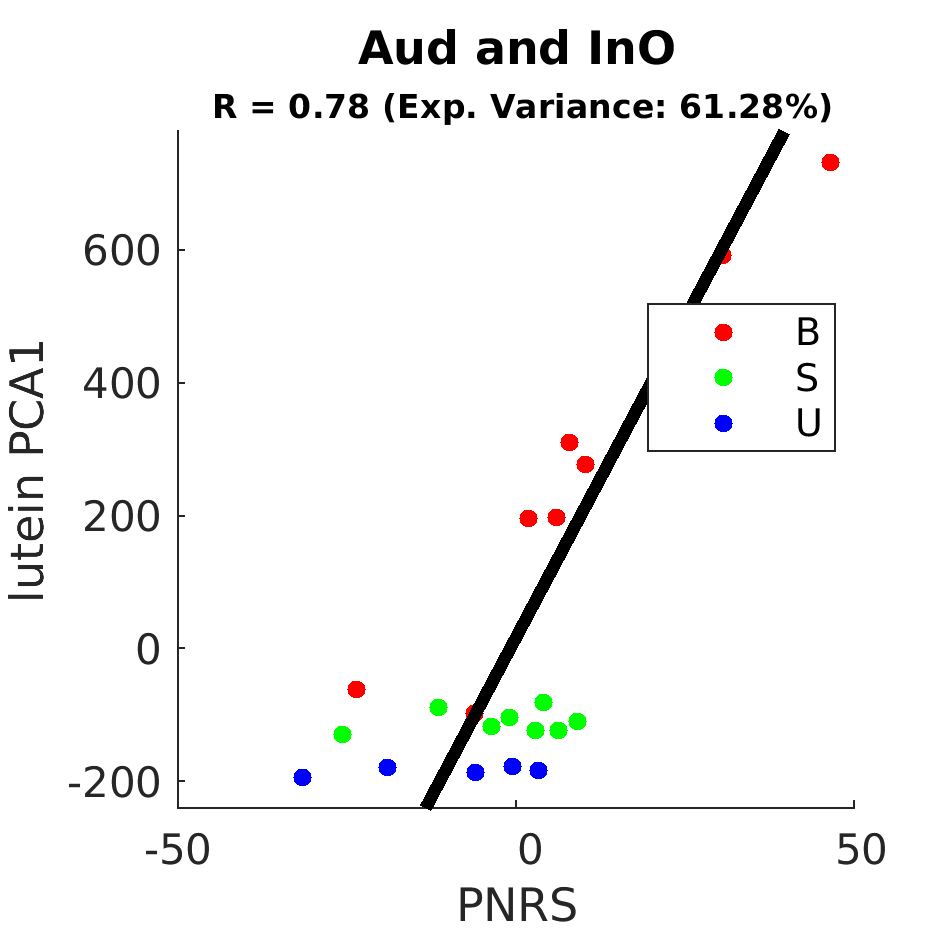 Aud and InO
R = 0.78 (Exp. Variance: 61.28%)
600
400
200
0
-200
lutein PCA1
B
S
U
-50
0
50
PNRS